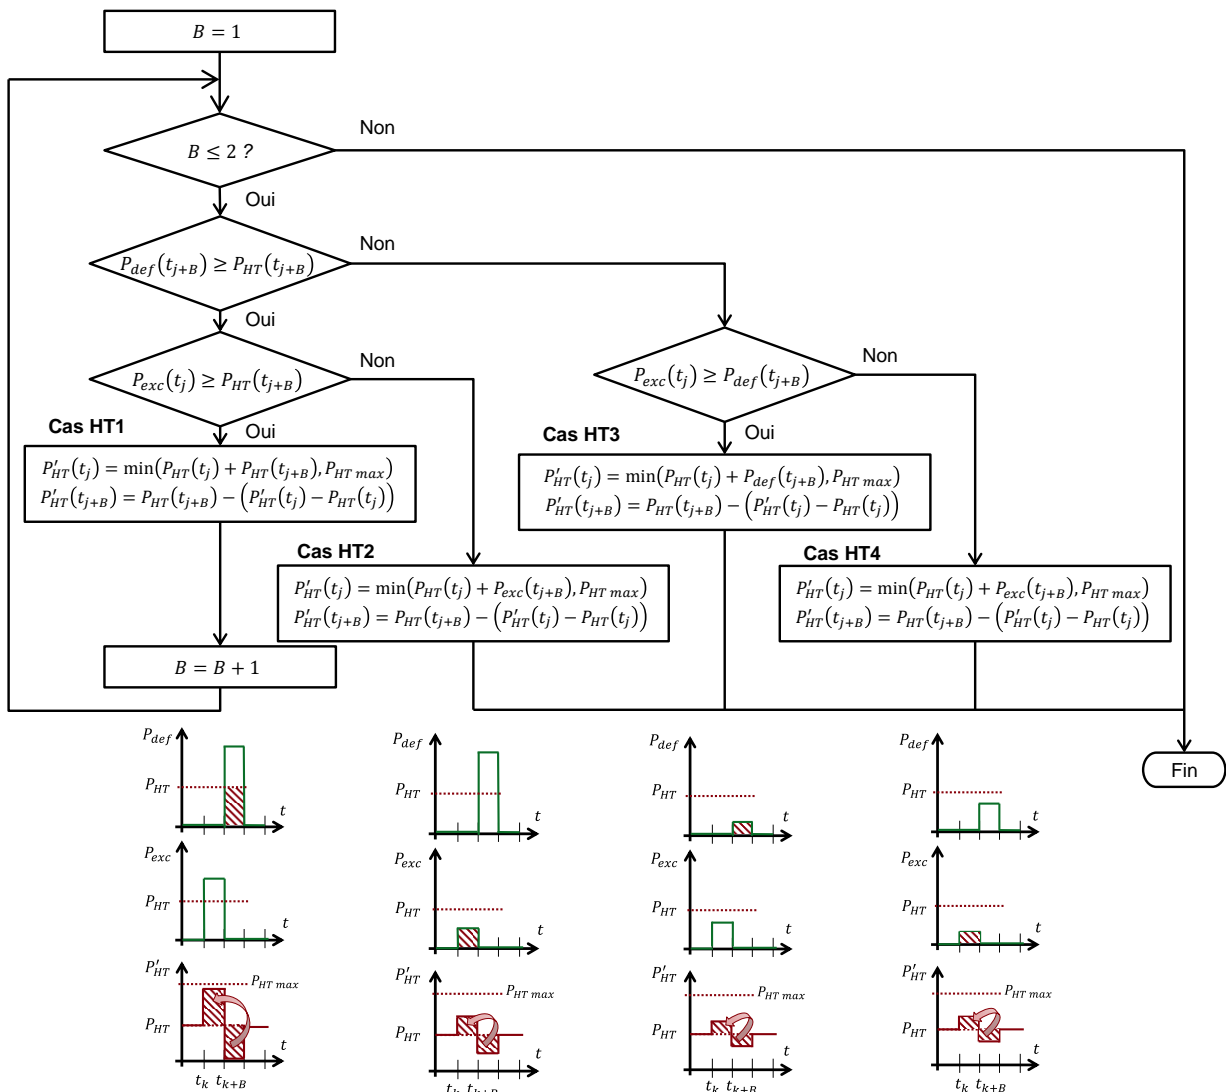 B = 1
Non
B ≤ 2 ?
Oui
Non
P_def(t_{j+B}) ≥ P_HT(t_{j+B})
Oui
Non
P_exc(t_j) ≥ P_HT(t_{j+B})
Non
P_exc(t_j) ≥ P_def(t_{j+B})
Cas HT1
Oui
P'_HT(t_j) = min(P_HT(t_j) + P_HT(t_{j+B}), P_HT max)
P'_HT(t_{j+B}) = P_HT(t_{j+B}) − (P'_HT(t_j) − P_HT(t_j))
Cas HT3
Oui
P'_HT(t_j) = min(P_HT(t_j) + P_def(t_{j+B}), P_HT max)
P'_HT(t_{j+B}) = P_HT(t_{j+B}) − (P'_HT(t_j) − P_HT(t_j))
Cas HT2
P'_HT(t_j) = min(P_HT(t_j) + P_exc(t_{j+B}), P_HT max)
P'_HT(t_{j+B}) = P_HT(t_{j+B}) − (P'_HT(t_j) − P_HT(t_j))
Cas HT4
P'_HT(t_j) = min(P_HT(t_j) + P_exc(t_{j+B}), P_HT max)
P'_HT(t_{j+B}) = P_HT(t_{j+B}) − (P'_HT(t_j) − P_HT(t_j))
B = B + 1
Fin
P_def
P_HT
t
P_exc
P_HT
t
P'_HT
P_HT max
P_HT
t
t_k t_{k+B}
P_def
P_HT
t
P_exc
P_HT
t
P'_HT
P_HT max
P_HT
t
t_k t_{k+B}
P_def
P_HT
t
P_exc
P_HT
t
P'_HT
P_HT max
P_HT
t
t_k t_{k+B}
P_def
P_HT
t
P_exc
P_HT
t
P'_HT
P_HT max
P_HT
t
t_k t_{k+B}